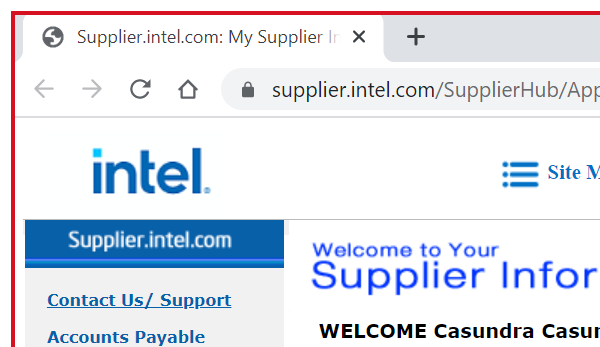 Supplier.intel.com: My Supplier In
supplier.intel.com/SupplierHub/App
intel.
Site M
Supplier.intel.com
Welcome to Your
Supplier Infor
Contact Us/ Support
WELCOME Casundra Casun
Accounts Payable